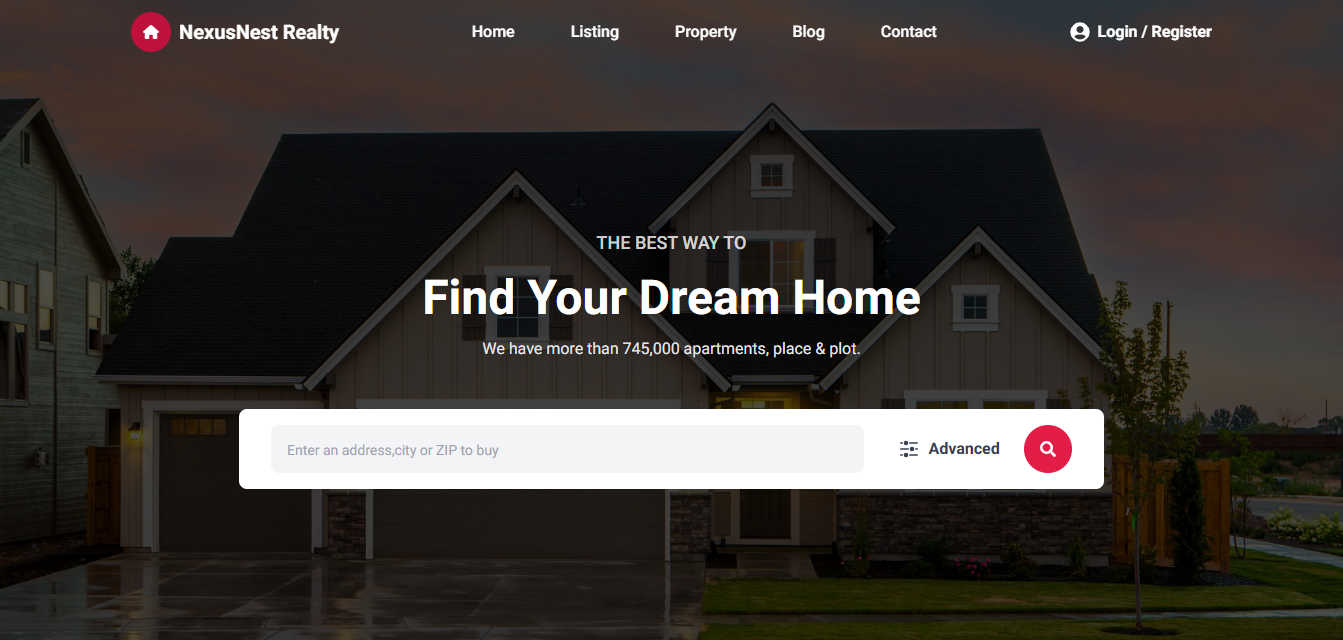 NexusNest Realty
Home
Listing
Property
Blog
Contact
Login / Register
THE BEST WAY TO
Find Your Dream Home
We have more than 745,000 apartments, place & plot.
Enter an address,city or ZIP to buy
Advanced